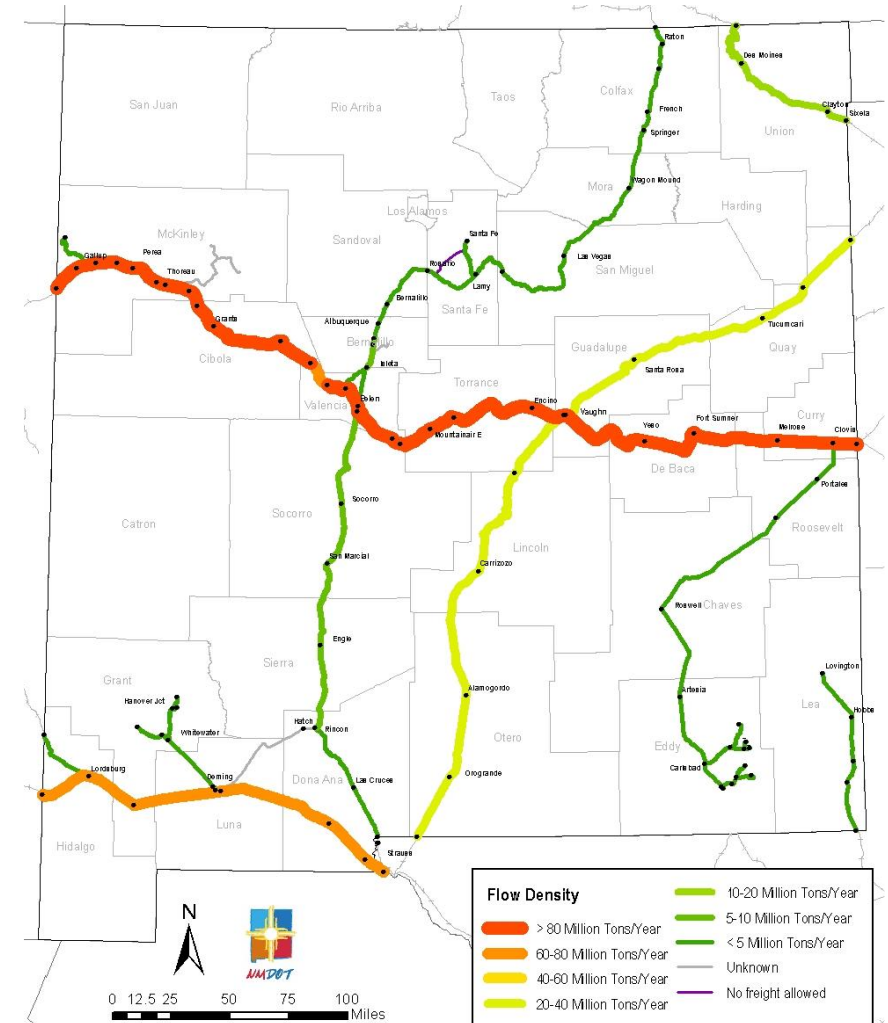 Raton
Des Moines
San Juan
Rio Arriba
Taos
Colfax
French
Clayton
Sixela
Springer
Union
Wagon Mound
Mora
Harding
Los Alamos
McKinley
Sandoval
Santa Fe
Gallup
Perea
Thoreau
Rosario
Las Vegas
San Miguel
Lamy
Bernalillo
Santa Fe
Grants
Albuquerque
Tucumcari
Bernalillo
Guadalupe
Quay
Cibola
Isleta
Torrance
Santa Rosa
Valencia
Belen
Encino
Vaughn
Curry
Mountainair E
Yeso
Fort Sumner
Melrose
Clovis
De Baca
Portales
Socorro
Catron
Socorro
Roosevelt
Lincoln
San Marcial
Carrizozo
Roswell
Chaves
Engle
Sierra
Grant
Lovington
Hanover Jct
Alamogordo
Artesia
Lea
Hobbs
Whitewater
Hatch
Rincon
Otero
Eddy
Lordsburg
Deming
Dona Ana
Las Cruces
Orogrande
Carlsbad
Luna
Hidalgo
Strauss
N
NMDOT
0 12.5 25 50 75 100
Miles
Flow Density
> 80 Million Tons/Year
60-80 Million Tons/Year
40-60 Million Tons/Year
20-40 Million Tons/Year
10-20 Million Tons/Year
5-10 Million Tons/Year
< 5 Million Tons/Year
Unknown
No freight allowed